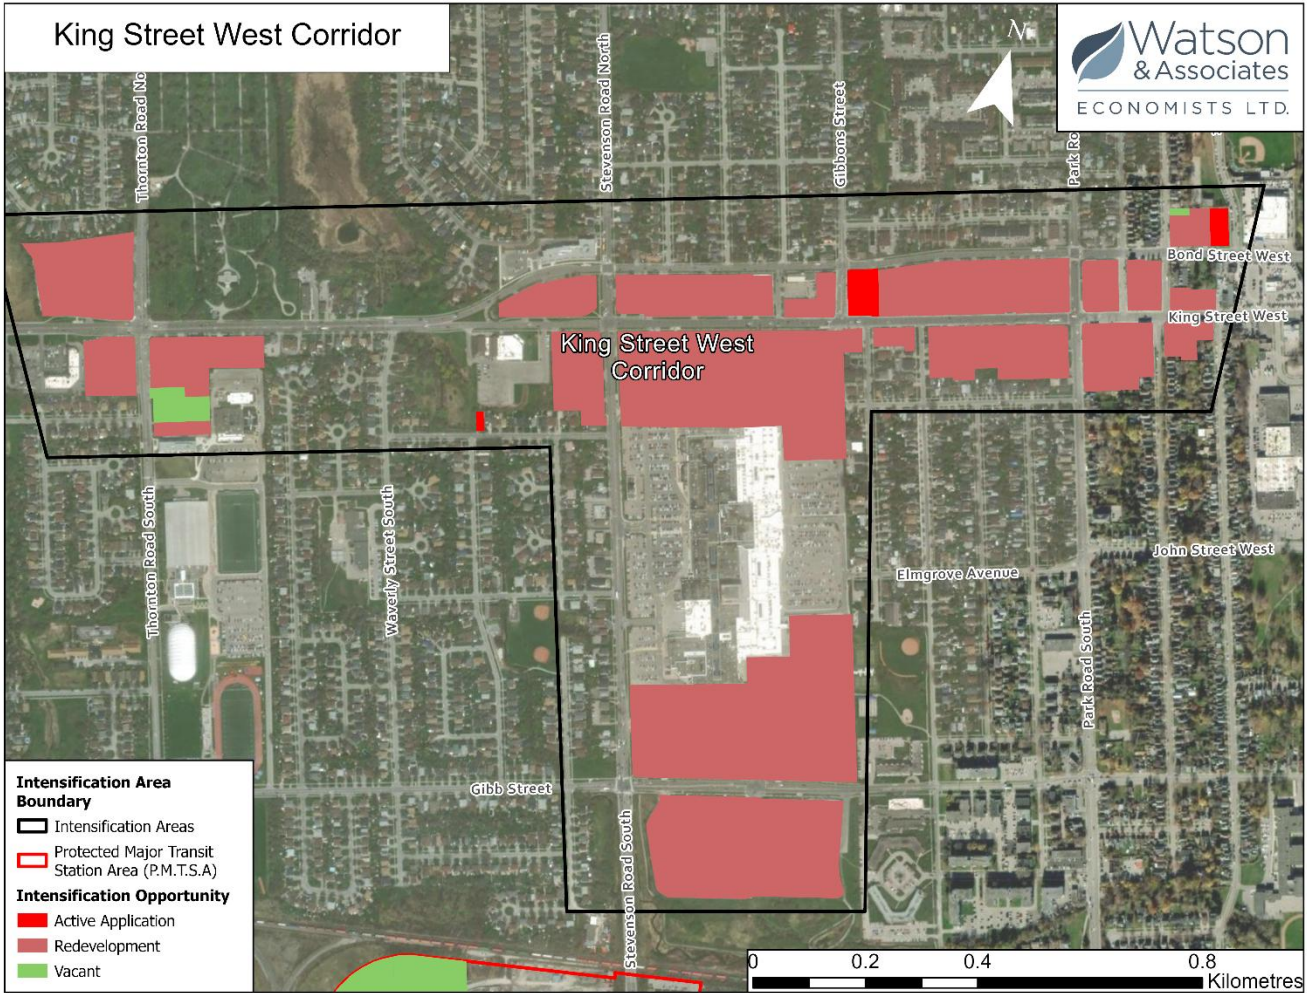 King Street West Corridor
N
Watson
& Associates
ECONOMISTS LTD.
Thornton Road No
Stevenson Road North
Gibbons Street
Park Ro
Bond Street West
King Street West
King Street West
Corridor
Thornton Road South
Waverly Street South
John Street West
Elmgrove Avenue
Park Road South
Gibb Street
Stevenson Road South
Intensification Area
Boundary
Intensification Areas
Protected Major Transit
Station Area (P.M.T.S.A)
Intensification Opportunity
Active Application
Redevelopment
Vacant
0 0.2 0.4 0.8
Kilometres